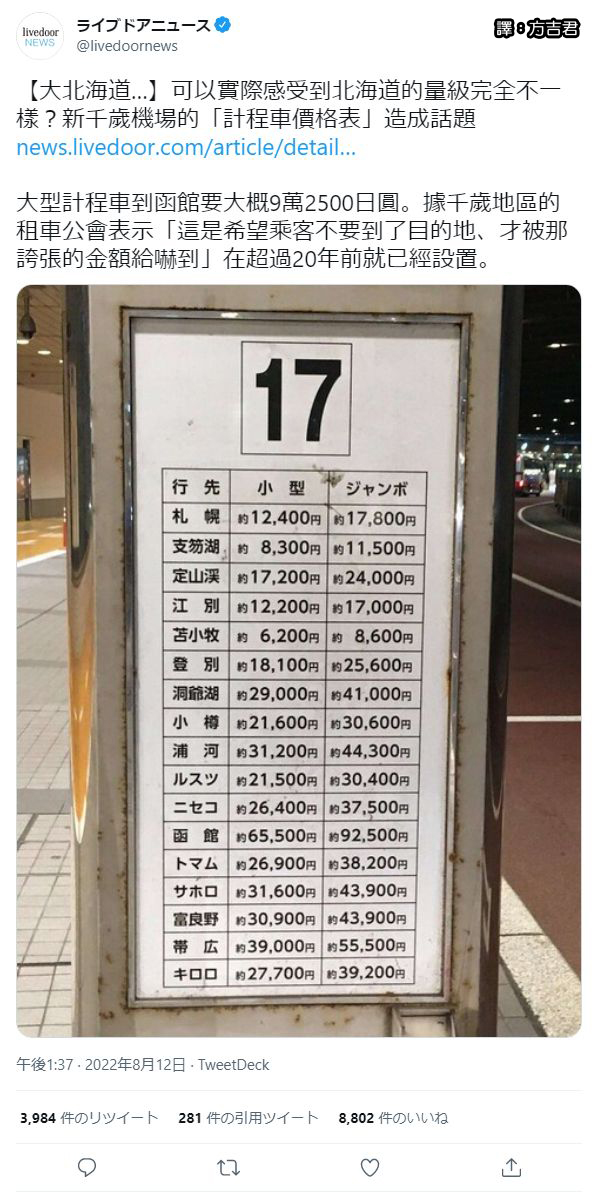 livedoor
NEWS
ライブドアニュース
@livedoornews
譯:方吉君
【大北海道...】可以實際感受到北海道的量級完全不一
樣？新千歲機場的「計程車價格表」造成話題
news.livedoor.com/article/detail...
大型計程車到函館要大概9萬2500日圓。據千歲地區的
租車公會表示「這是希望乘客不要到了目的地、才被那
誇張的金額給嚇到」在超過20年前就已經設置。
17
行先 小型 ジャンボ
札幌 約12,400円 約17,800円
支笏湖 約 8,300円 約11,500円
定山渓 約17,200円 約24,000円
江別 約12,200円 約17,000円
苫小牧 約 6,200円 約 8,600円
登別 約18,100円 約25,600円
洞爺湖 約29,000円 約41,000円
小樽 約21,600円 約30,600円
浦河 約31,200円 約44,300円
ルスツ 約21,500円 約30,400円
ニセコ 約26,400円 約37,500円
函館 約65,500円 約92,500円
トマム 約26,900円 約38,200円
サホロ 約31,600円 約43,900円
富良野 約30,900円 約43,900円
帯広 約39,000円 約55,500円
キロロ 約27,700円 約39,200円
午後1:37 · 2022年8月12日 · TweetDeck
3,984 件のリツイート 281 件の引用ツイート 8,802 件のいいね